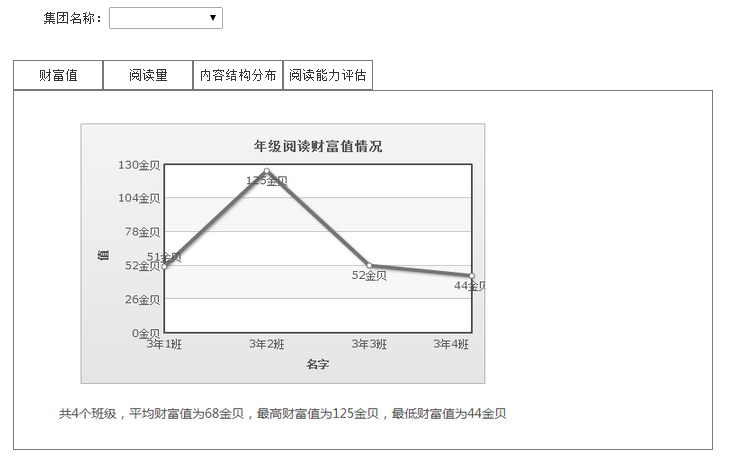 集团名称：
财富值 阅读量 内容结构分布 阅读能力评估
年级阅读财富值情况
130金贝
104金贝
78金贝
52金贝
26金贝
0金贝
值
51金贝
125金贝
52金贝
44金贝
3年1班 3年2班 3年3班 3年4班
名字
共4个班级，平均财富值为68金贝，最高财富值为125金贝，最低财富值为44金贝